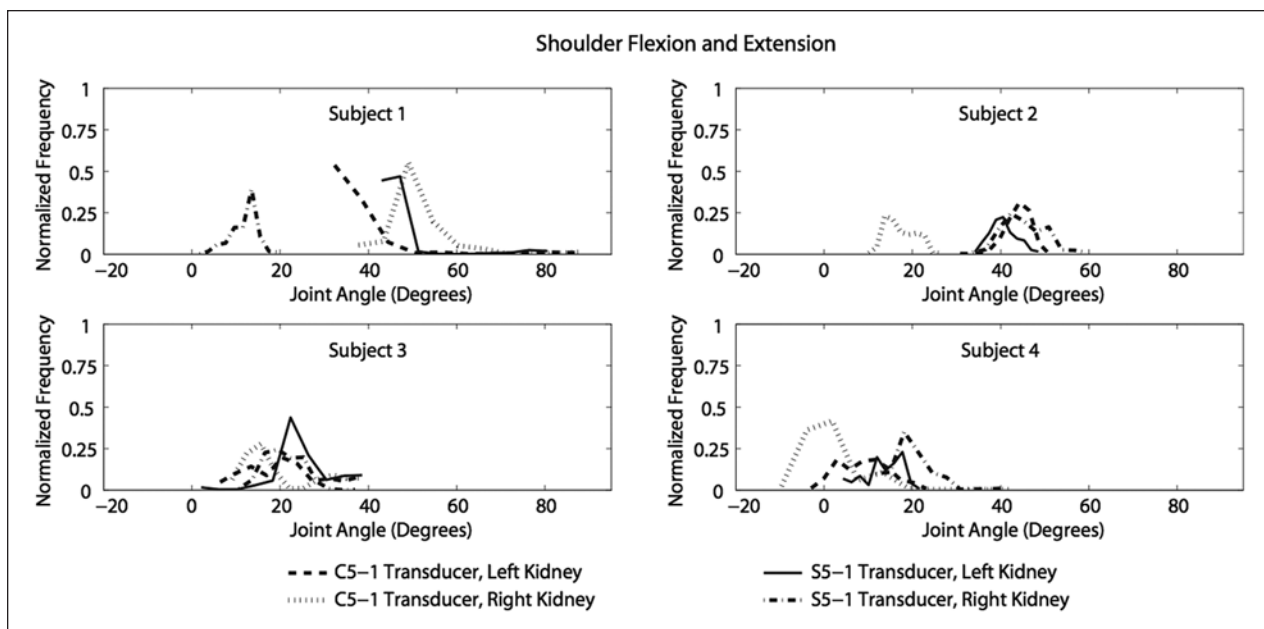 Shoulder Flexion and Extension
Normalized Frequency
1
0.75
0.5
0.25
0
Subject 1
−20 0 20 40 60 80
Joint Angle (Degrees)
Normalized Frequency
1
0.75
0.5
0.25
0
Subject 2
−20 0 20 40 60 80
Joint Angle (Degrees)
Normalized Frequency
1
0.75
0.5
0.25
0
Subject 3
−20 0 20 40 60 80
Joint Angle (Degrees)
Normalized Frequency
1
0.75
0.5
0.25
0
Subject 4
−20 0 20 40 60 80
Joint Angle (Degrees)
C5−1 Transducer, Left Kidney
C5−1 Transducer, Right Kidney
S5−1 Transducer, Left Kidney
S5−1 Transducer, Right Kidney